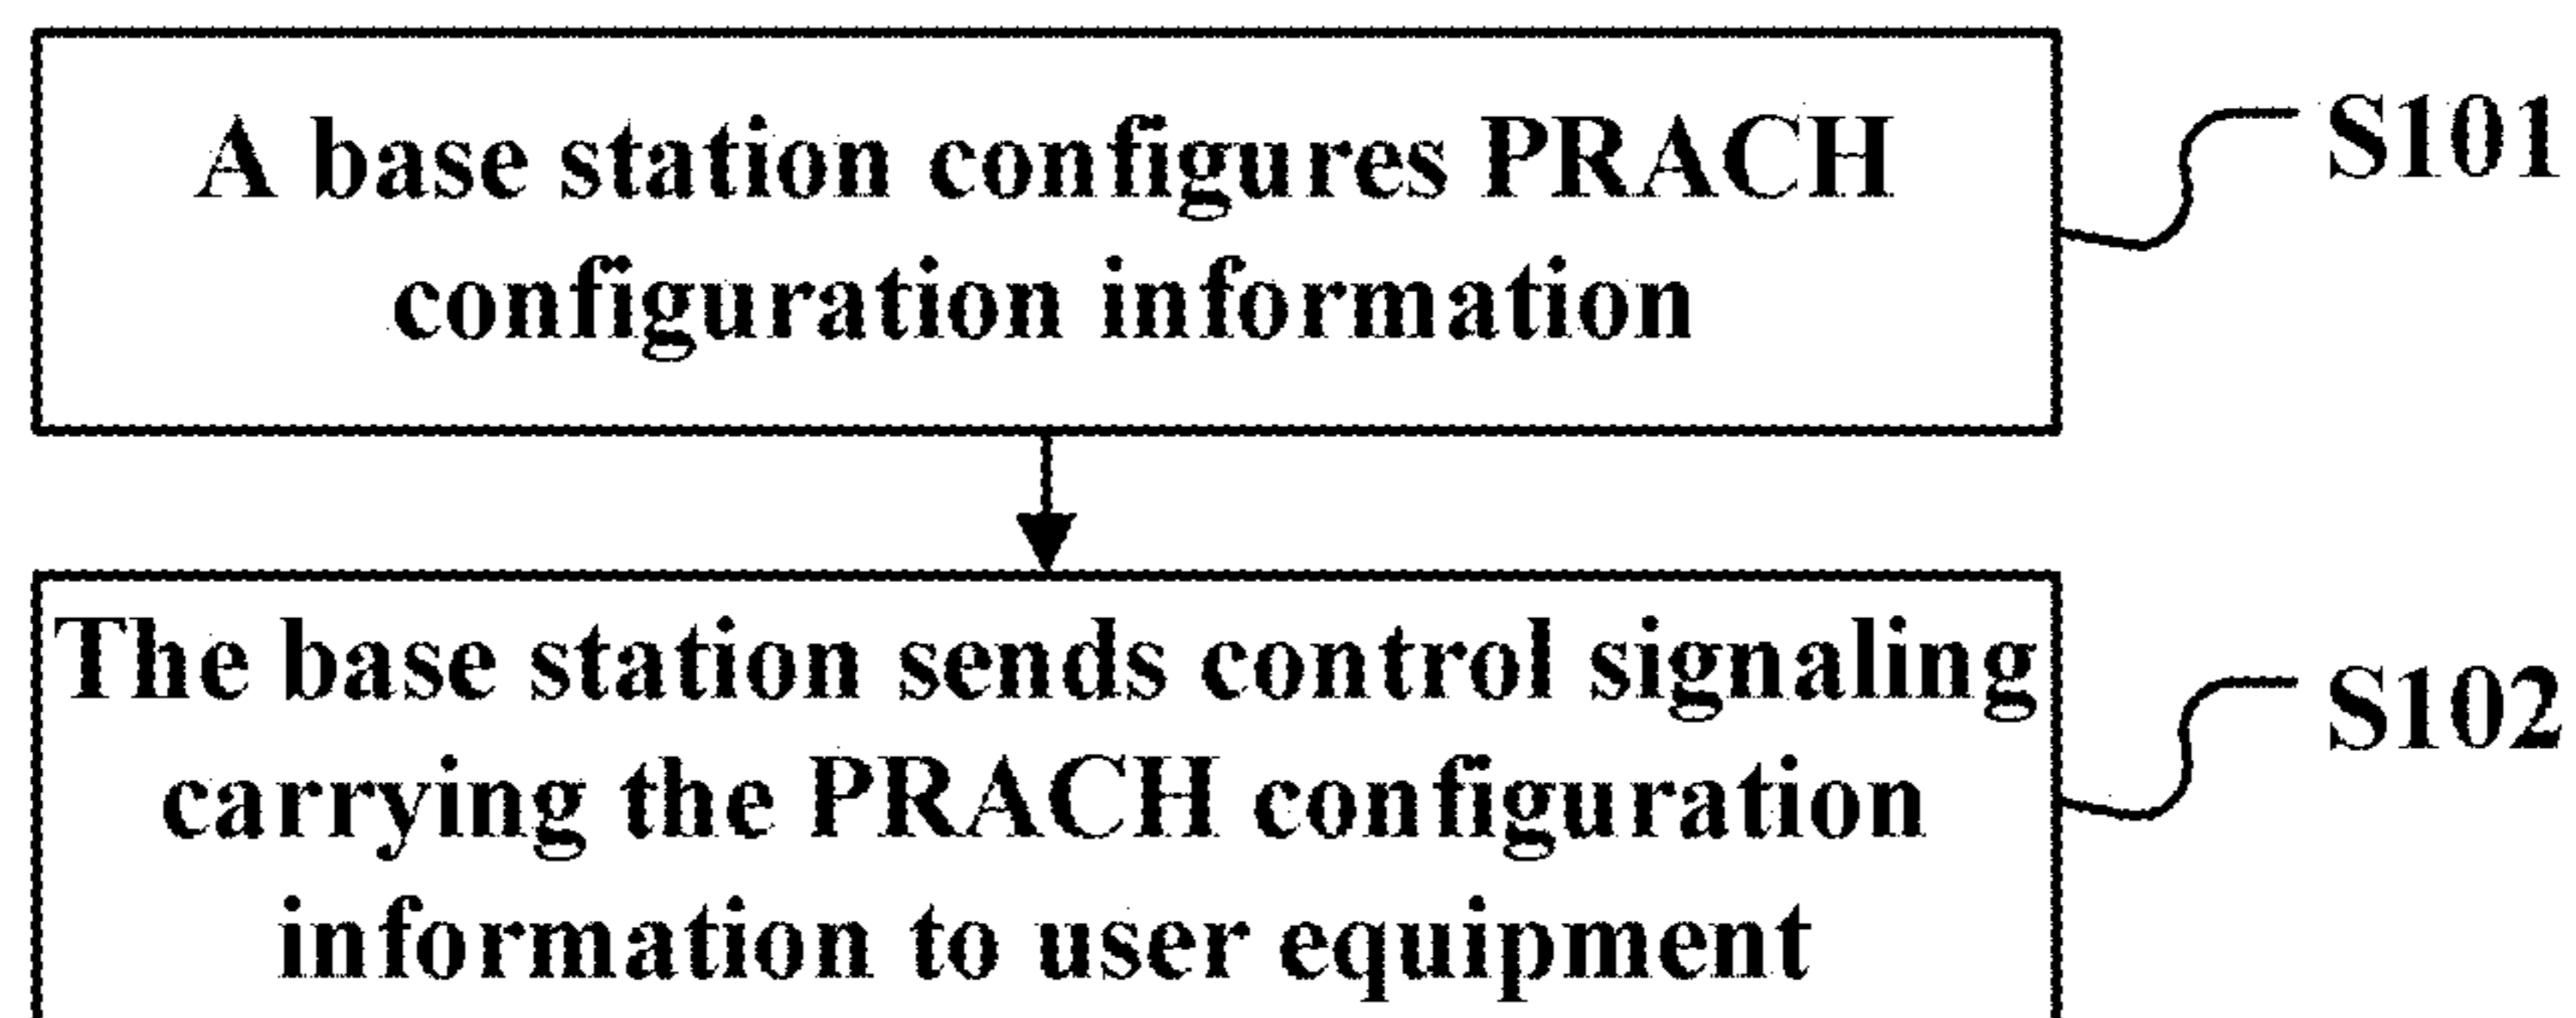 A base station configures PRACH
configuration information
S101
The base station sends control signaling
carrying the PRACH configuration
information to user equipment
S102